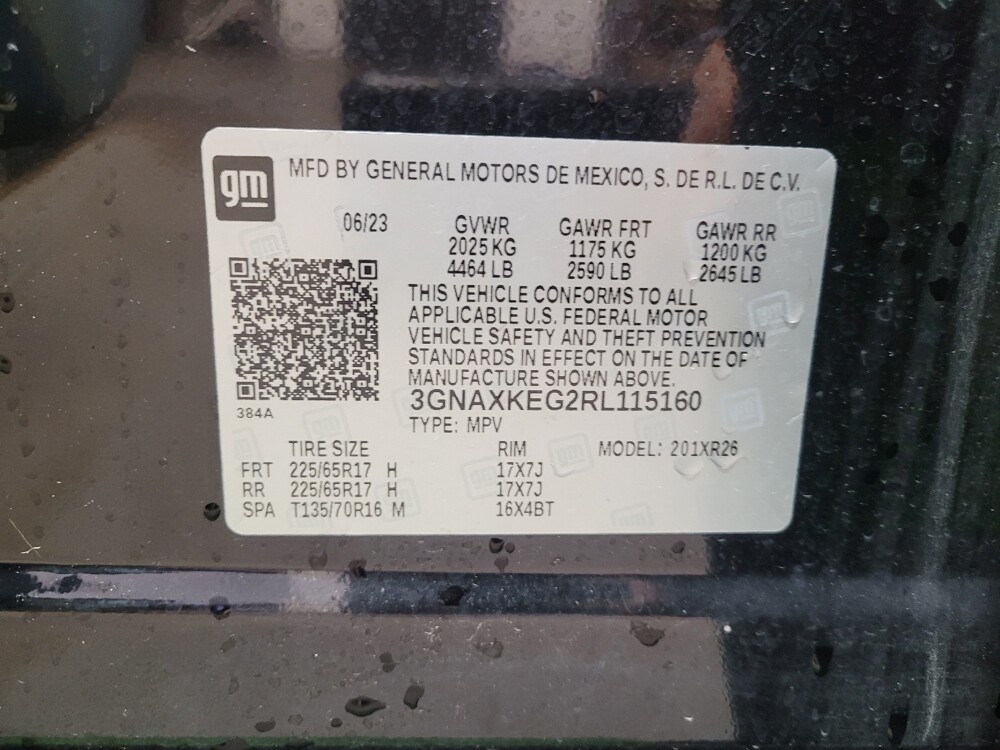 gm
MFD BY GENERAL MOTORS DE MEXICO, S. DE R.L. DE C.V.
06/23 GVWR GAWR FRT GAWR RR
2025 KG 1175 KG 1200 KG
4464 LB 2590 LB 2645 LB
THIS VEHICLE CONFORMS TO ALL
APPLICABLE U.S. FEDERAL MOTOR
VEHICLE SAFETY AND THEFT PREVENTION
STANDARDS IN EFFECT ON THE DATE OF
MANUFACTURE SHOWN ABOVE.
3GNAXKEG2RL115160
384A
TYPE: MPV
TIRE SIZE RIM MODEL: 201XR26
FRT 225/65R17 H 17X7J
RR 225/65R17 H 17X7J
SPA T135/70R16 M 16X4BT